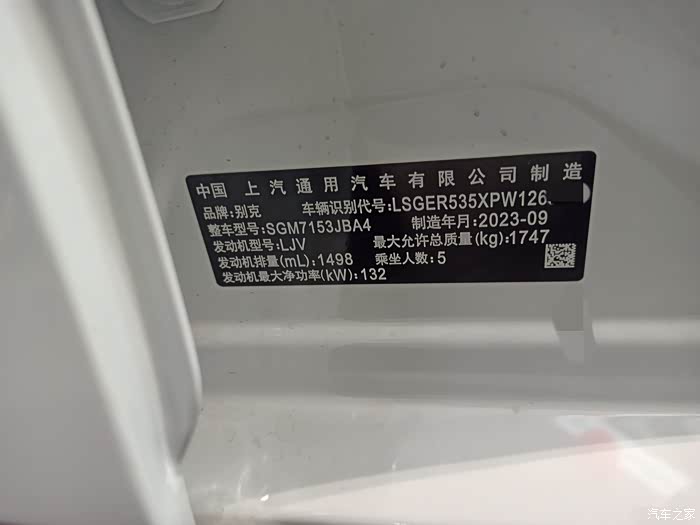 中国 上汽通用汽车有限公司制造
品牌:别克 车辆识别代号:LSGER535XPW126
整车型号:SGM7153JBA4 制造年月:2023-09
发动机型号:LJV 最大允许总质量(kg):1747
发动机排量(mL):1498 乘坐人数:5
发动机最大净功率(kW):132
汽车之家